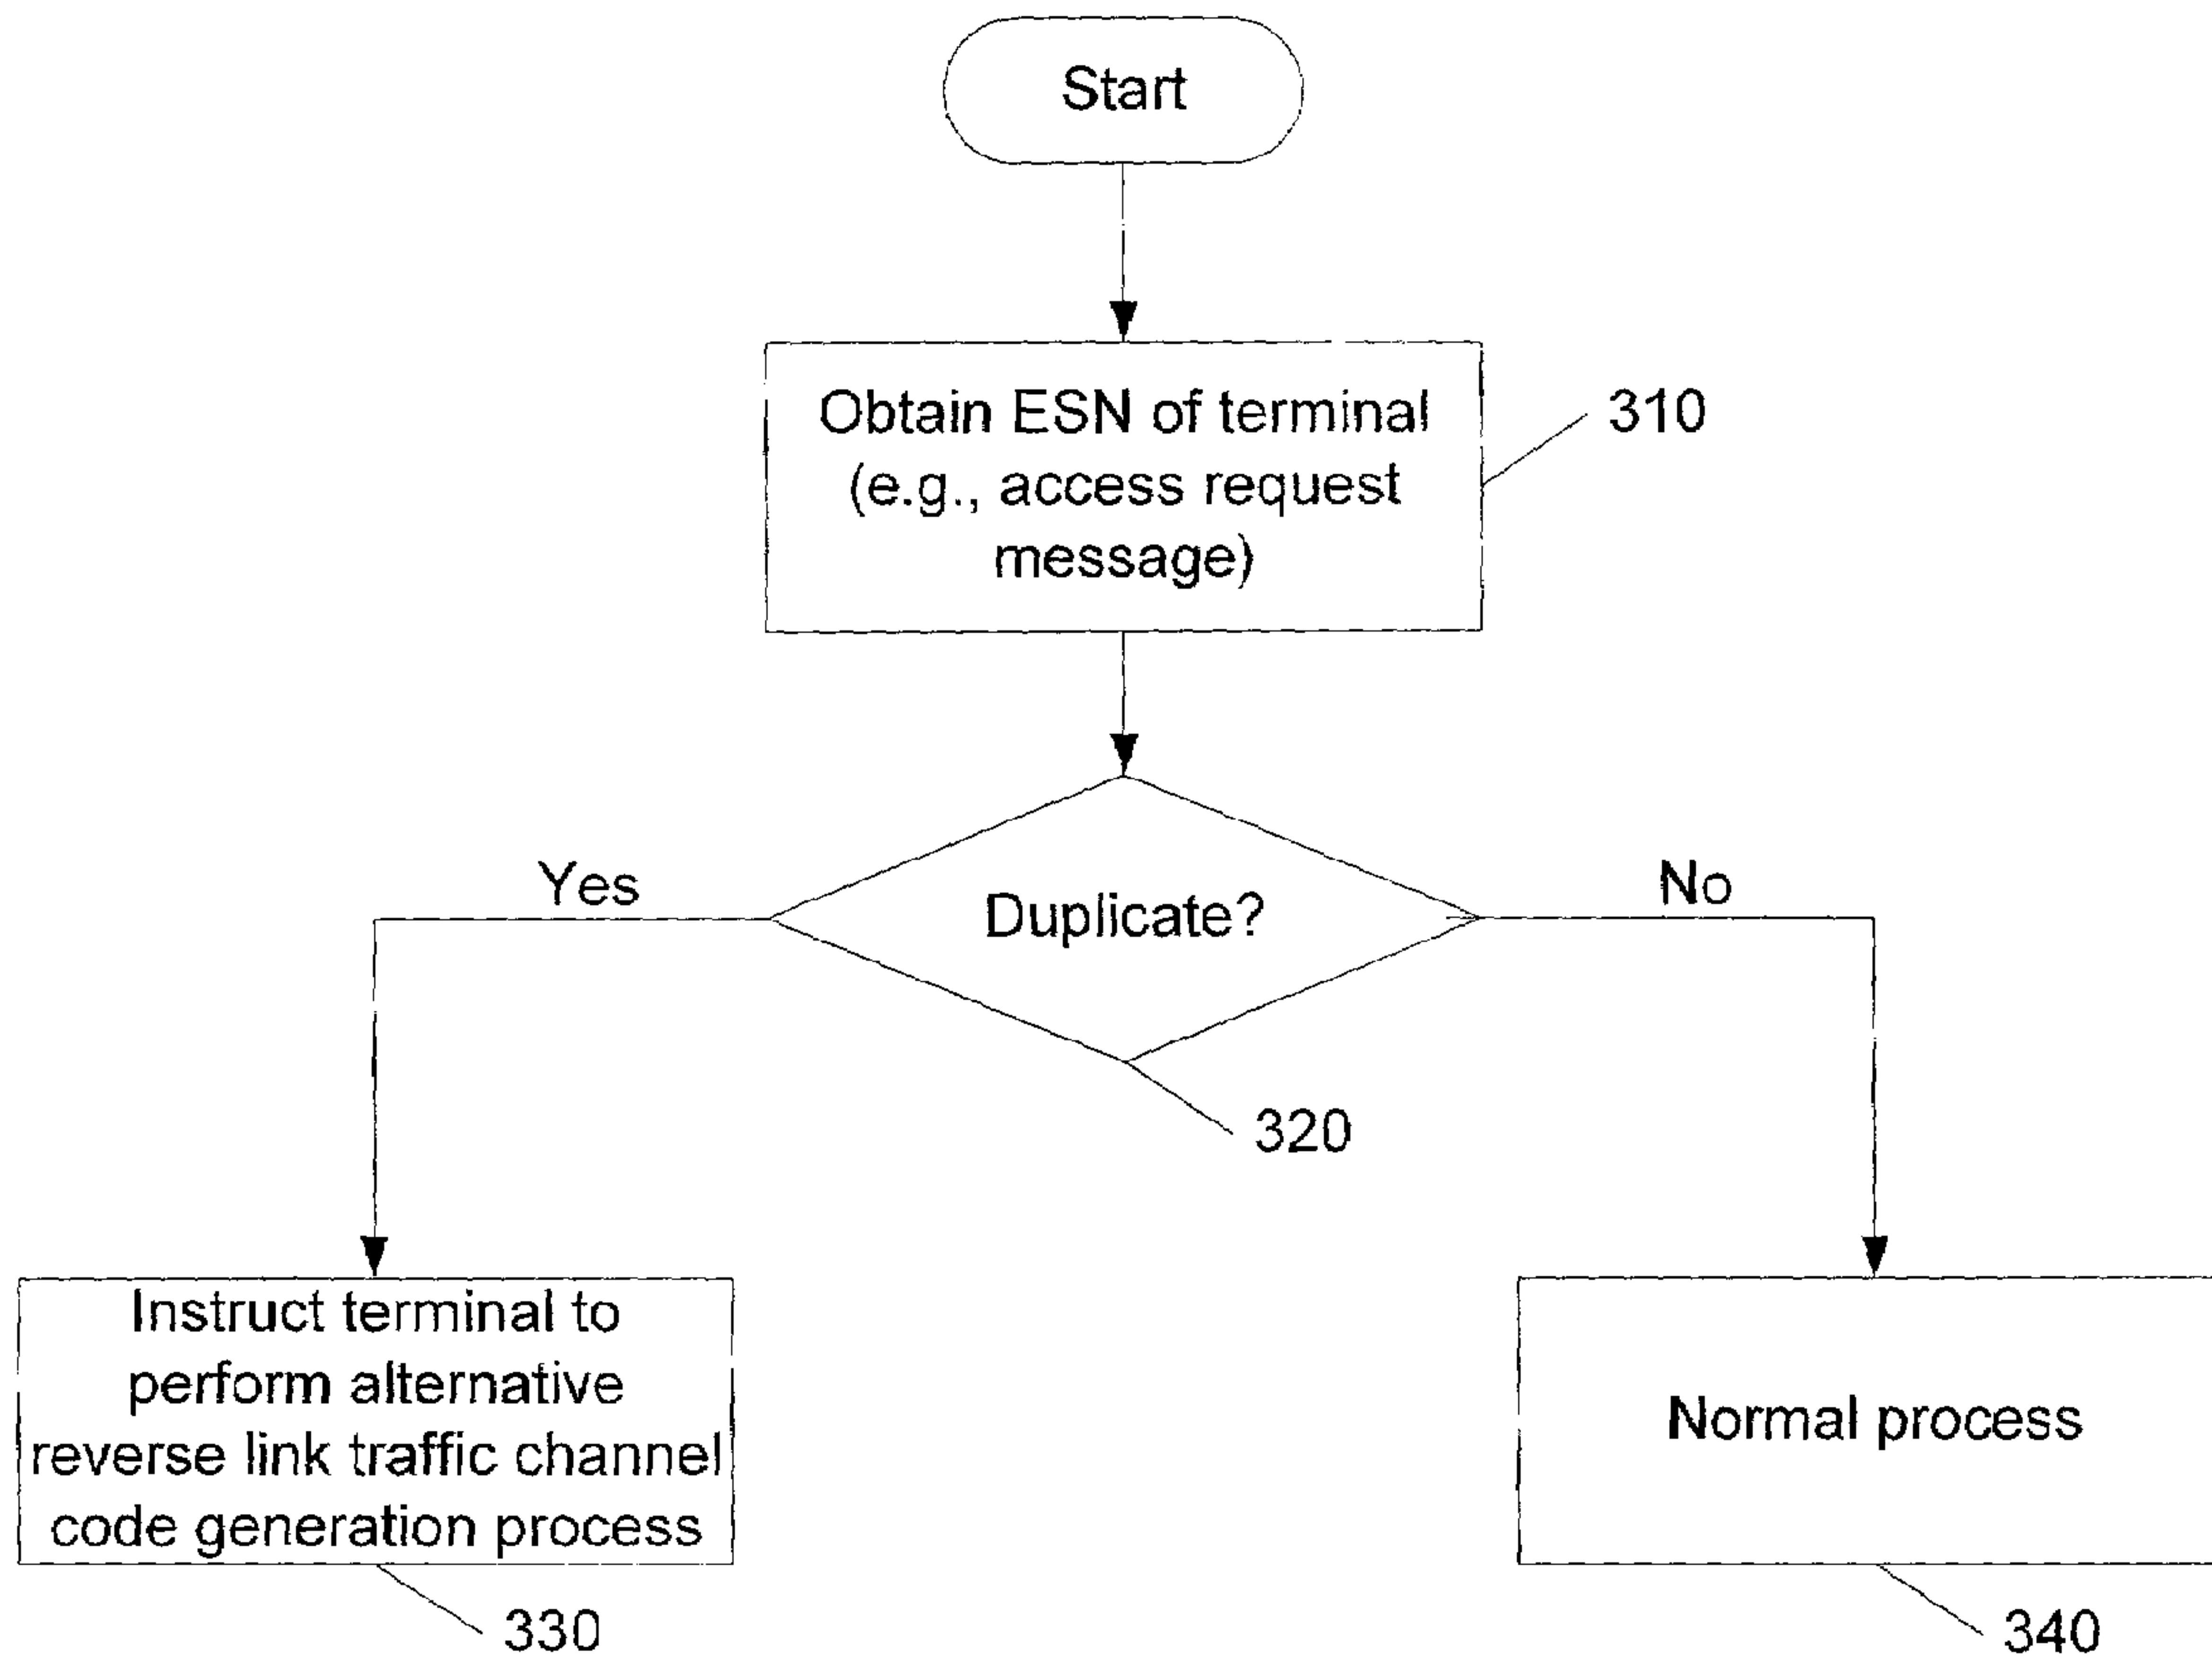 Start
Obtain ESN of terminal
(e.g., access request
message)
310
Yes
No
Duplicate?
320
Instruct terminal to
perform alternative
reverse link traffic channel
code generation process
Normal process
330
340